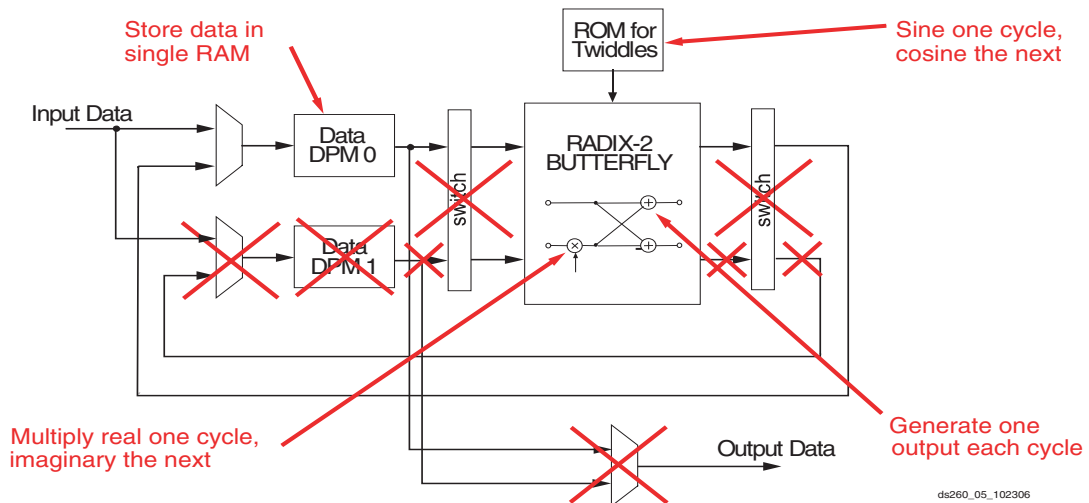 Store data in
single RAM
ROM for
Twiddles
Sine one cycle,
cosine the next
Input Data
Data
DPM 0
switch
RADIX-2
BUTTERFLY
switch
Data
DPM 1
Multiply real one cycle,
imaginary the next
Generate one
output each cycle
Output Data
ds260_05_102306